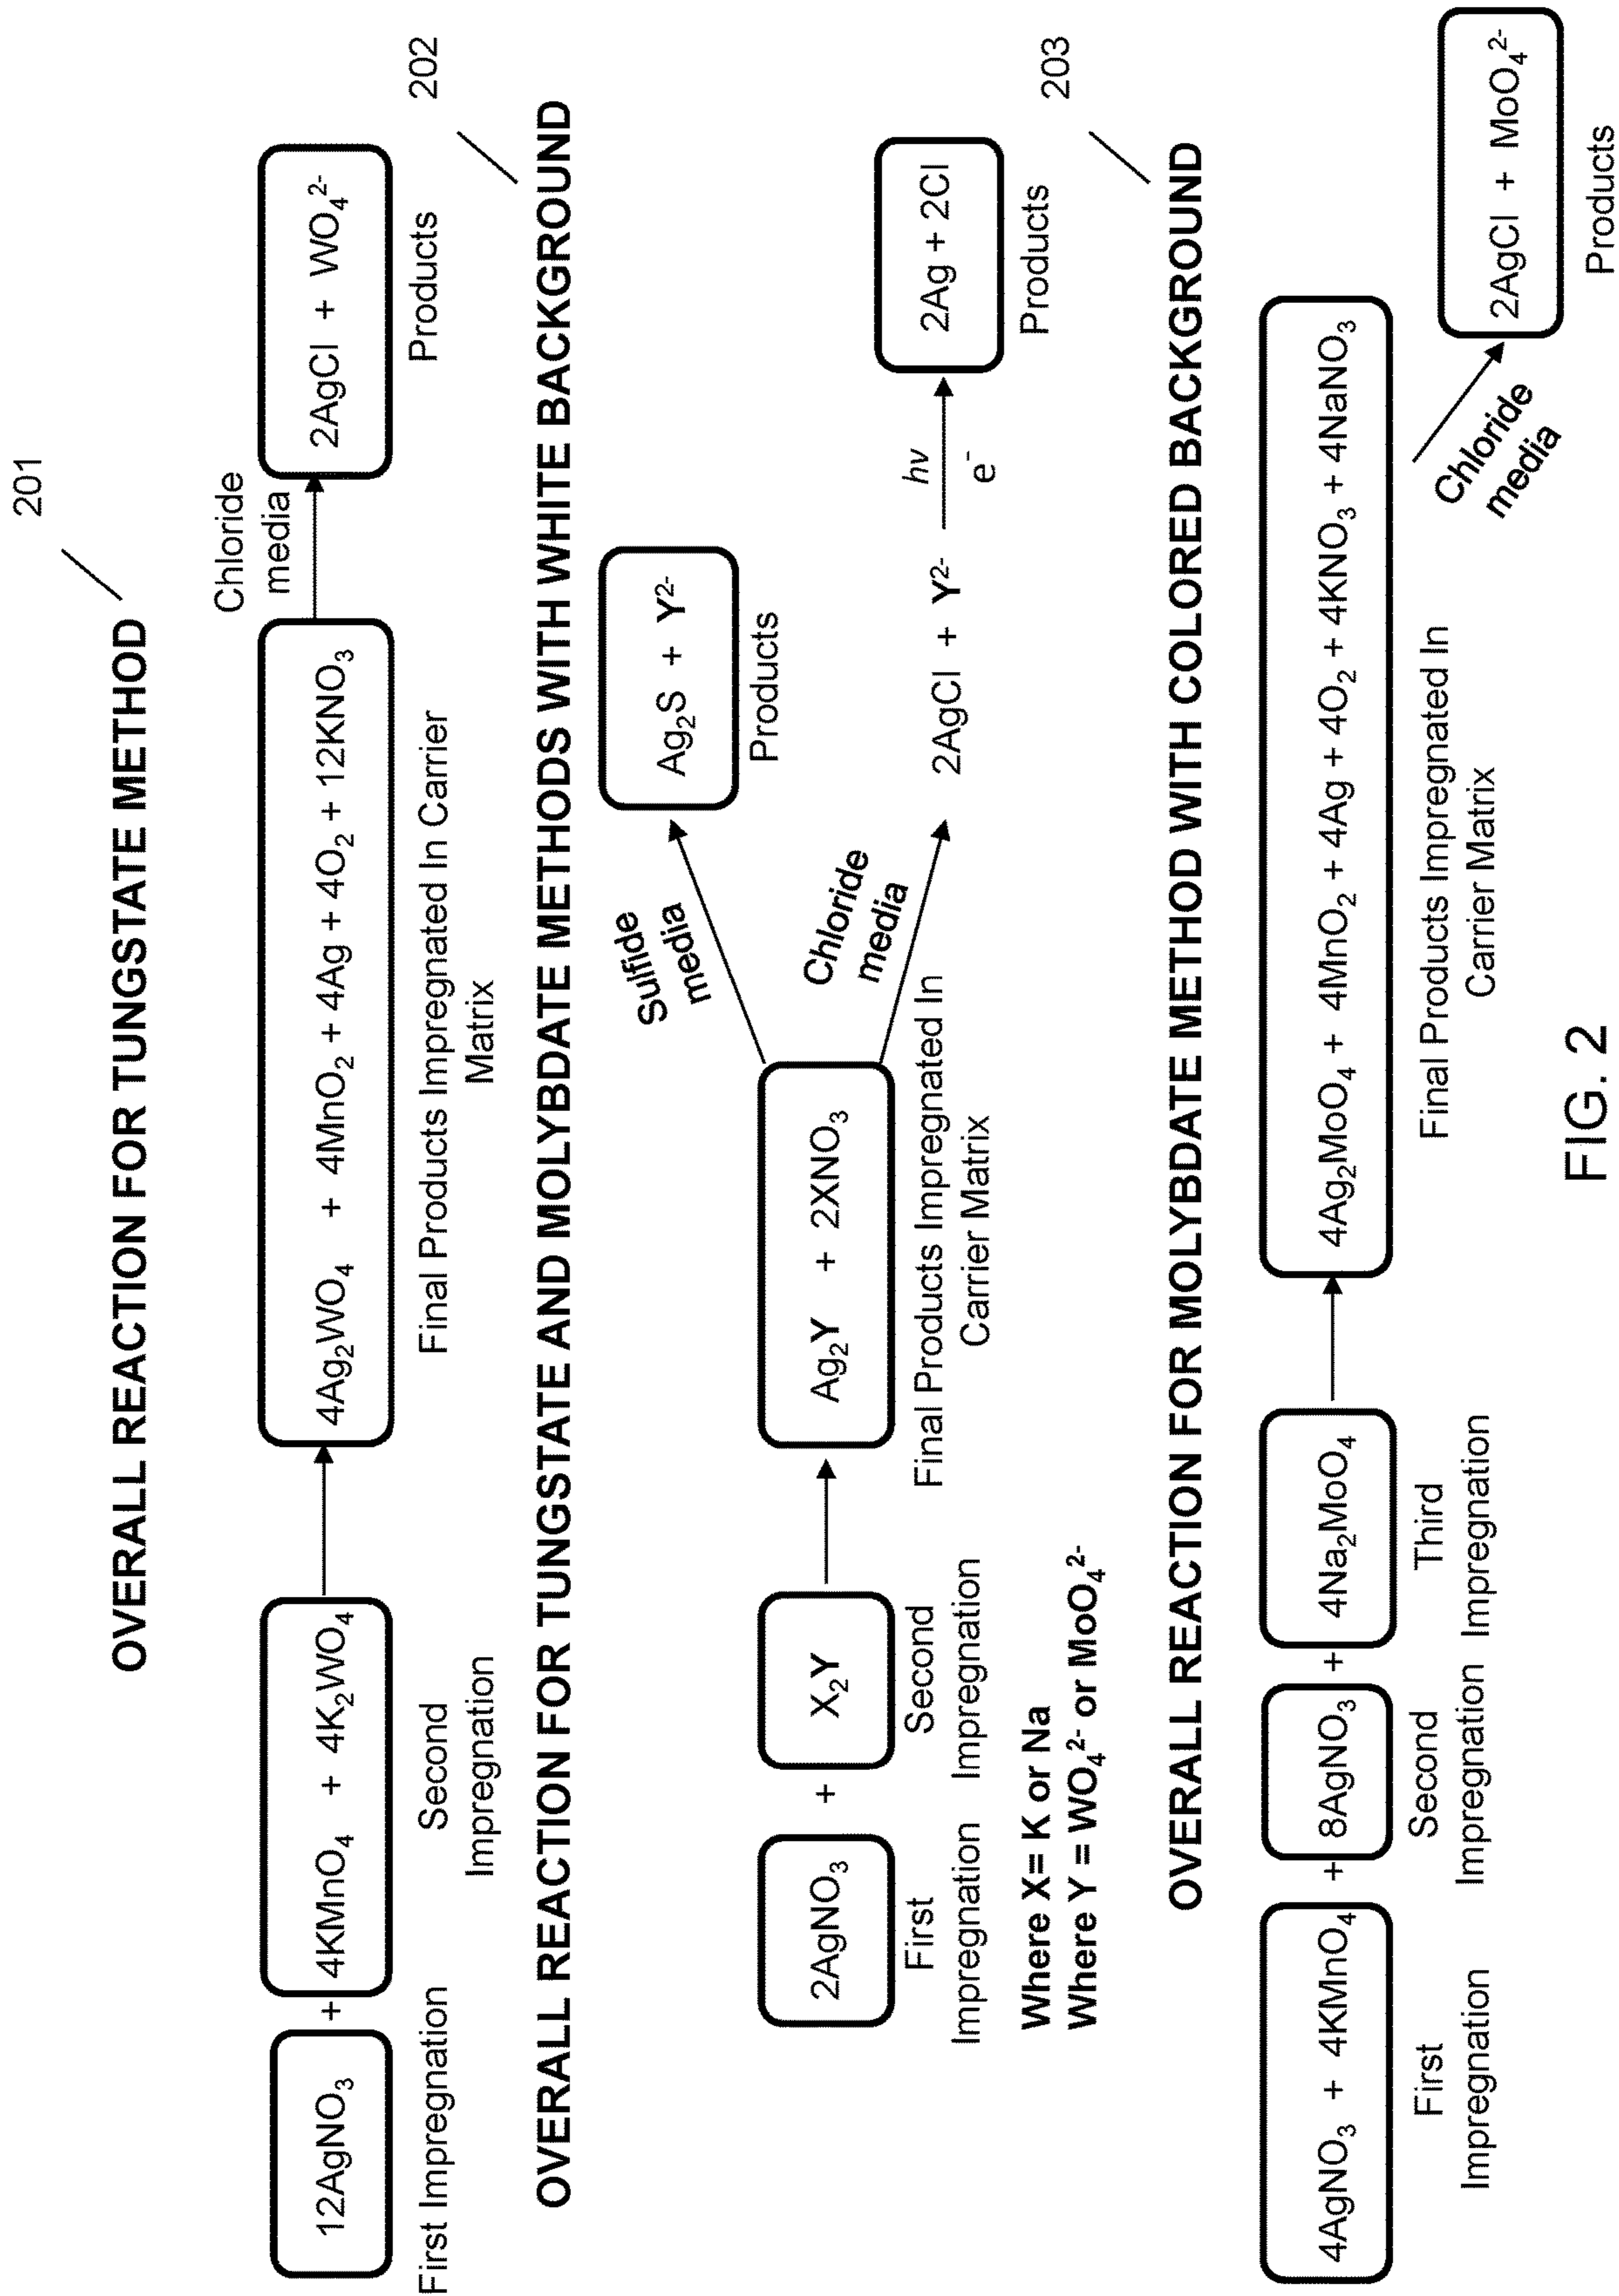 201
OVERALL REACTION FOR TUNGSTATE METHOD
12AgNO₃ + 4KMnO₄ + 4K₂WO₄ 4Ag₂WO₄ + 4MnO₂ + 4Ag + 4O₂ + 12KNO₃ Chloride media 2AgCl + WO₄²⁻
First Impregnation
Second
Impregnation
Final Products Impregnated In Carrier
Matrix
Products
202
OVERALL REACTION FOR TUNGSTATE AND MOLYBDATE METHODS WITH WHITE BACKGROUND
Sulfide
media
Ag₂S + Y²⁻
Products
2AgNO₃ + X₂Y Ag₂Y + 2XNO₃
First
Impregnation
Second
Impregnation
Final Products Impregnated In
Carrier Matrix
Chloride
media
2AgCl + Y²⁻ hv e⁻ 2Ag + 2Cl
Products
Where X= K or Na
Where Y = WO₄²⁻ or MoO₄²⁻
203
OVERALL REACTION FOR MOLYBDATE METHOD WITH COLORED BACKGROUND
4AgNO₃ + 4KMnO₄ + 8AgNO₃ + 4Na₂MoO₄ 4Ag₂MoO₄ + 4MnO₂ + 4Ag + 4O₂ + 4KNO₃ + 4NaNO₃
First
Impregnation
Second
Impregnation
Third
Impregnation
Final Products Impregnated In
Carrier Matrix
Chloride
media
2AgCl + MoO₄²⁻
Products
FIG. 2